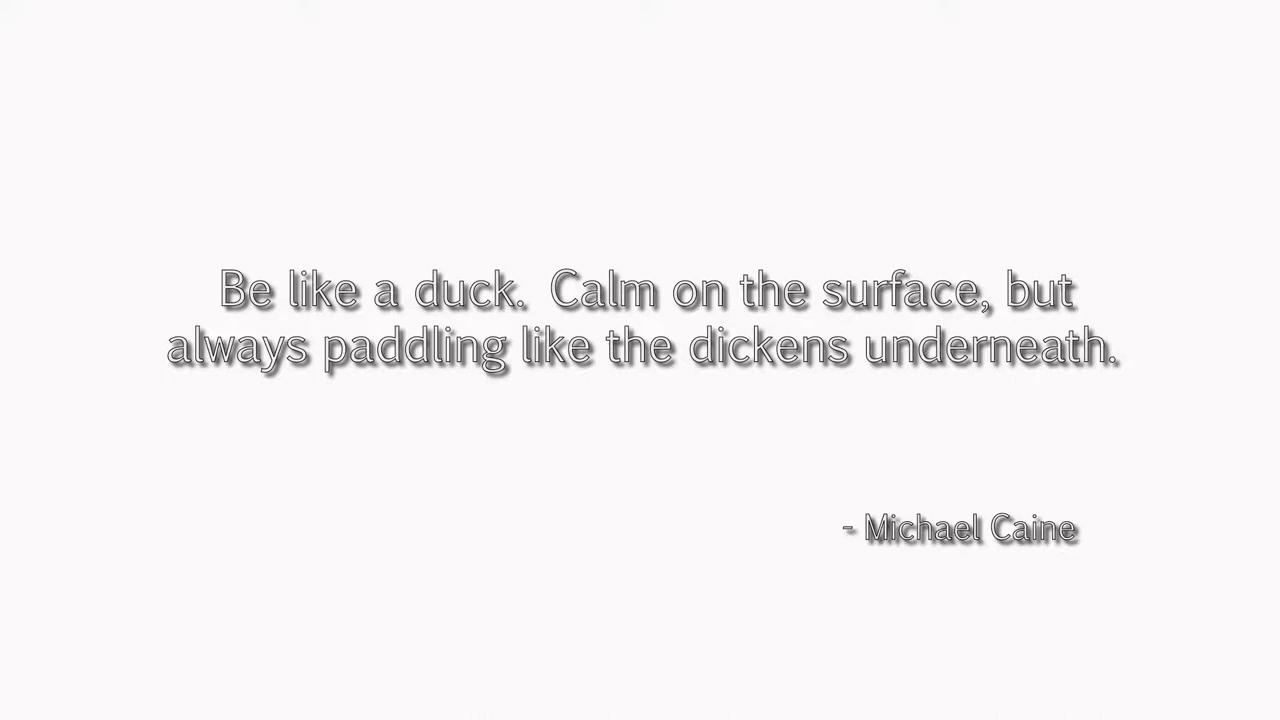 Be like a duck.  Calm on the surface, but
always paddling like the dickens underneath.
- Michael Caine